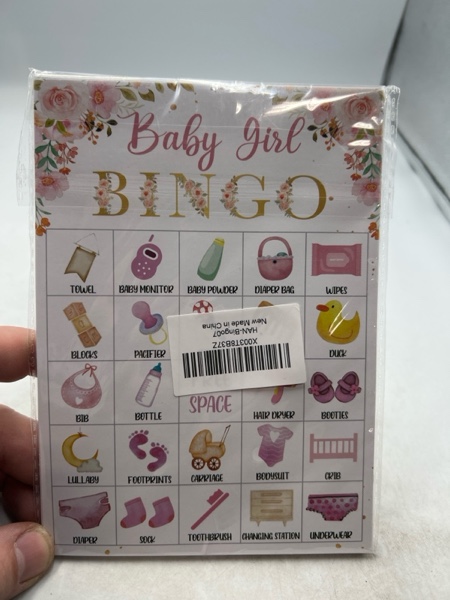 Baby Girl
BINGO
TOWEL BABY MONITOR BABY POWDER DIAPER BAG WIPES
BLOCKS PACIFIER DUCK
X003T8B37Z
HAN-Bingo07
New Made in China
BIB BOTTLE SPACE HAIR DRYER BOOTIES
LULLABY FOOTPRINTS CARRIAGE BODYSUIT CRIB
DIAPER SOCK TOOTHBRUSH CHANGING STATION UNDERWEAR